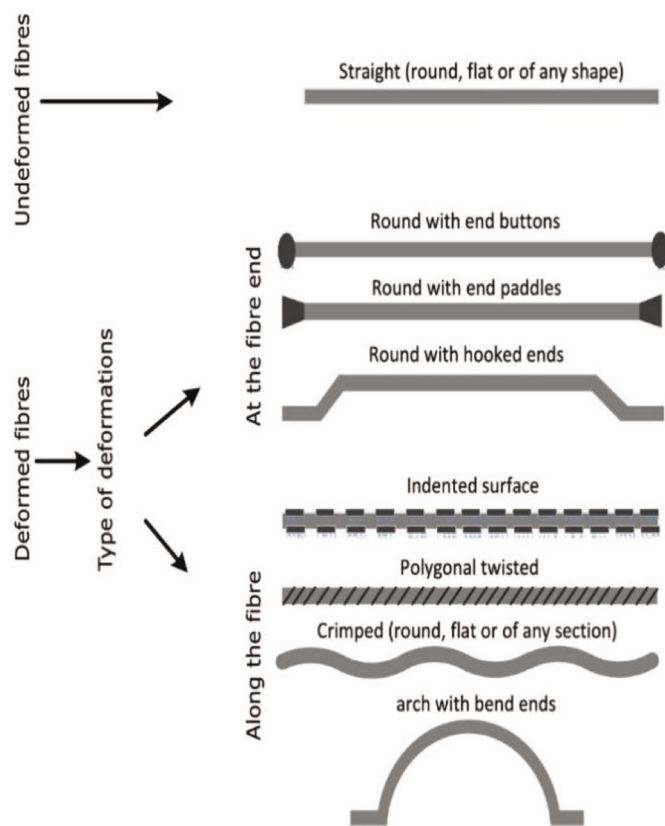 Undeformed fibres
Straight (round, flat or of any shape)
Deformed fibres
Type of deformations
At the fibre end
Round with end buttons
Round with end paddles
Round with hooked ends
Along the fibre
Indented surface
Polygonal twisted
Crimped (round, flat or of any section)
arch with bend ends